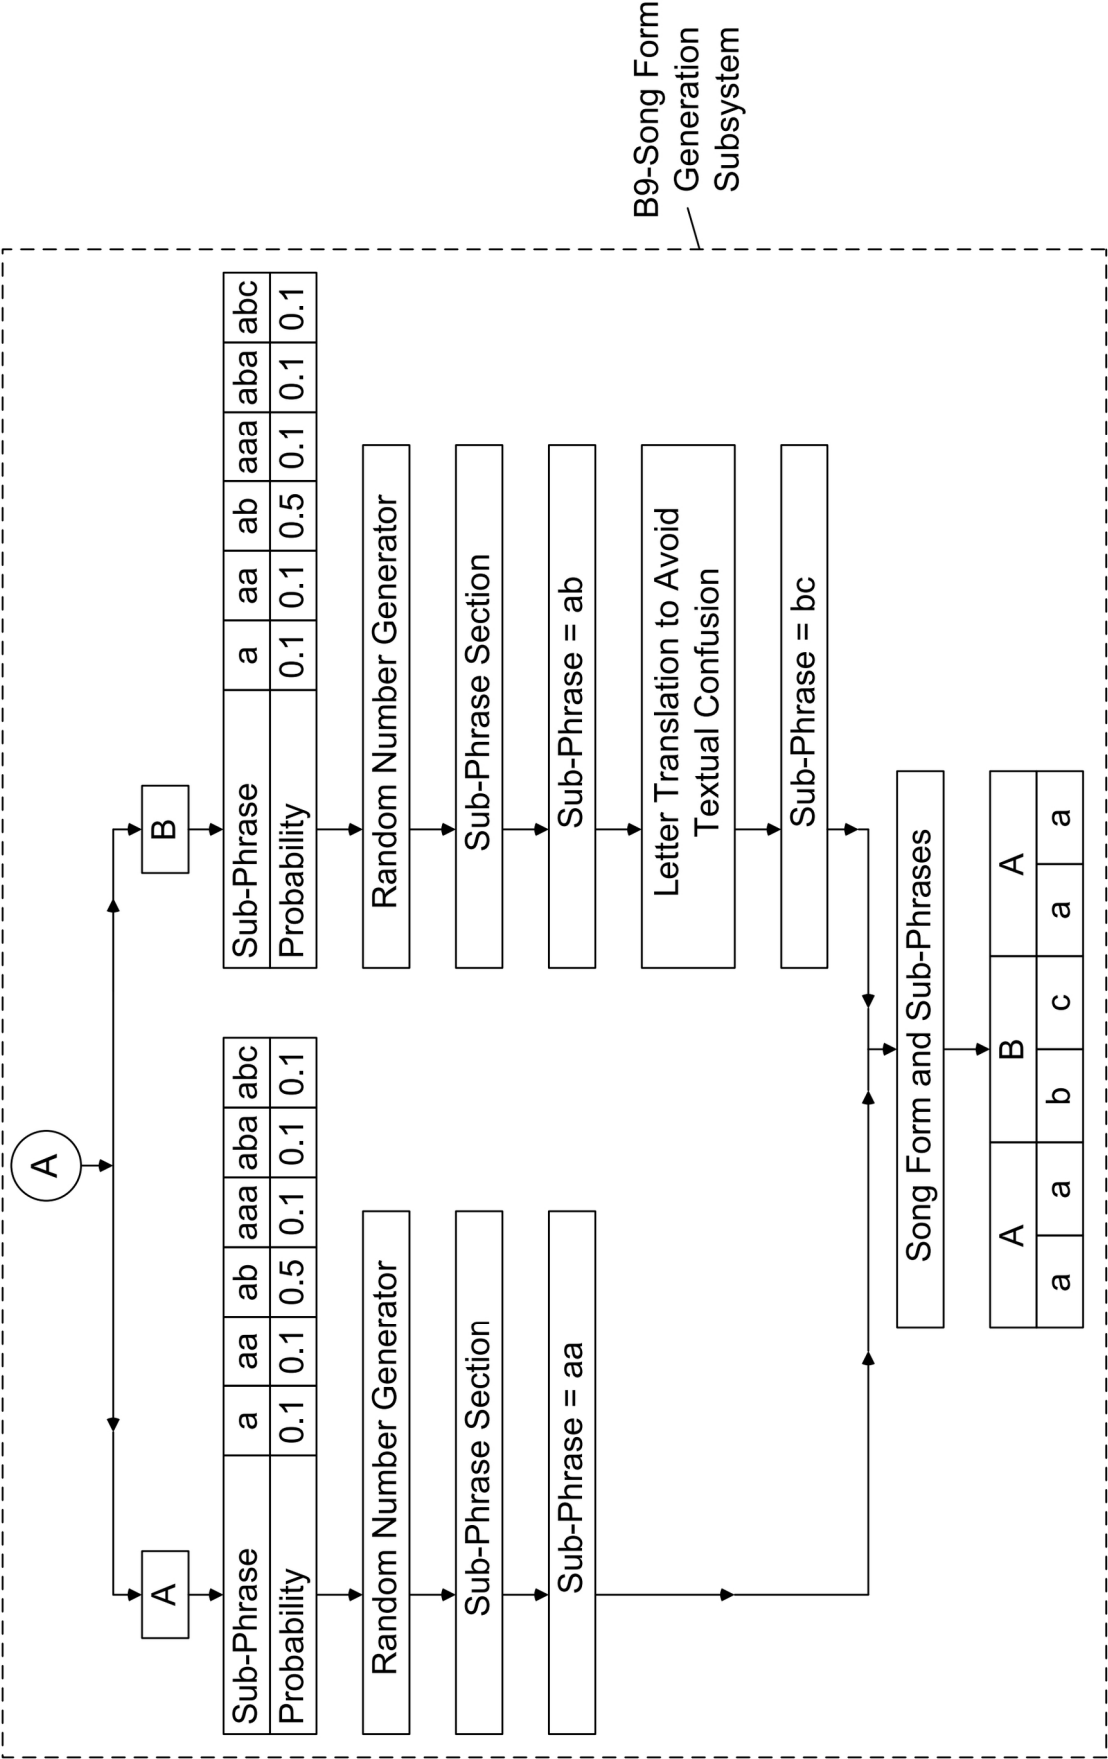 A
A
Sub-Phrase a aa ab aaa aba abc
Probability 0.1 0.1 0.5 0.1 0.1 0.1
Random Number Generator
Sub-Phrase Section
Sub-Phrase = aa
B
Sub-Phrase a aa ab aaa aba abc
Probability 0.1 0.1 0.5 0.1 0.1 0.1
Random Number Generator
Sub-Phrase Section
Sub-Phrase = ab
Letter Translation to Avoid
Textual Confusion
Sub-Phrase = bc
Song Form and Sub-Phrases
A B A
a a b c a a
B9-Song Form
Generation
Subsystem